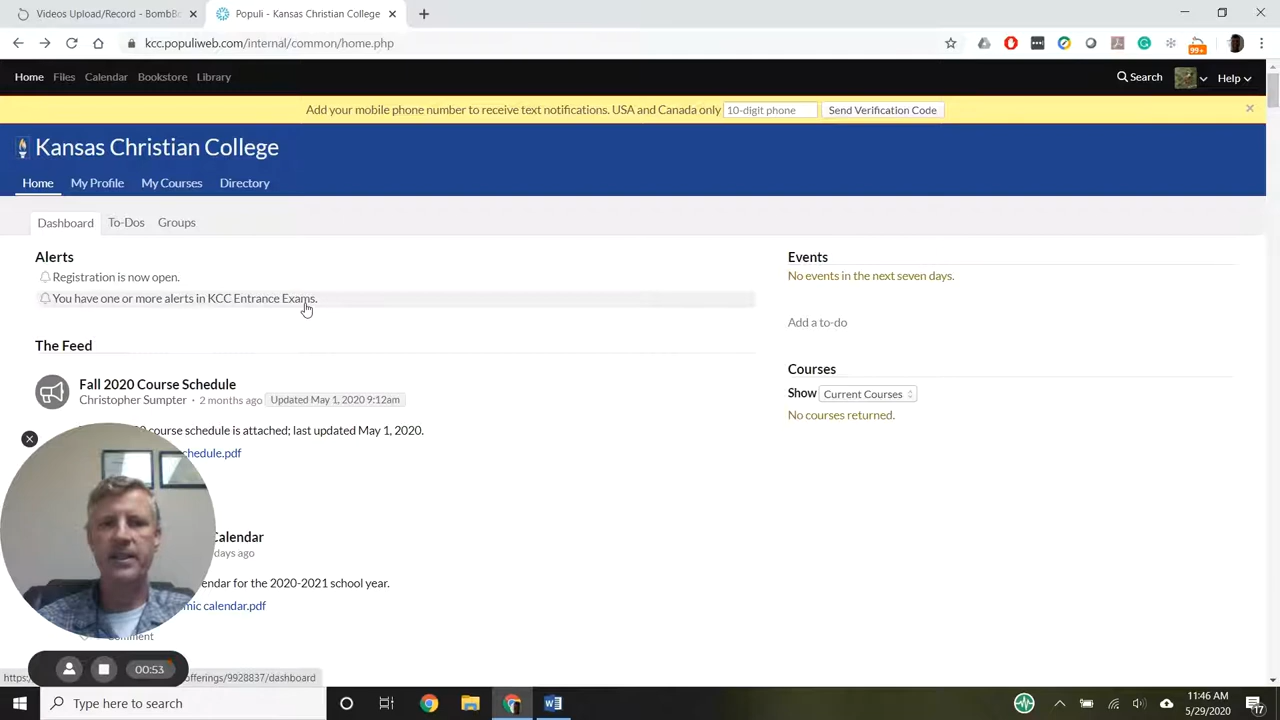 Videos Upload/Record - BombB
Populi - Kansas Christian College
kcc.populiweb.com/internal/common/home.php
99+
Home Files Calendar Bookstore Library
Search
Help
Add your mobile phone number to receive text notifications. USA and Canada only 10-digit phone Send Verification Code
Kansas Christian College
Home My Profile My Courses Directory
Dashboard To-Dos Groups
Alerts
Registration is now open.
You have one or more alerts in KCC Entrance Exams.
The Feed
Fall 2020 Course Schedule
Christopher Sumpter · 2 months ago Updated May 1, 2020 9:12am
course schedule is attached; last updated May 1, 2020.
schedule.pdf
Calendar
days ago
endar for the 2020-2021 school year.
mic calendar.pdf
Comment
Events
No events in the next seven days.
Add a to-do
Courses
Show Current Courses
No courses returned.
00:53
https: offerings/9928837/dashboard
Type here to search
11:46 AM
5/29/2020
17